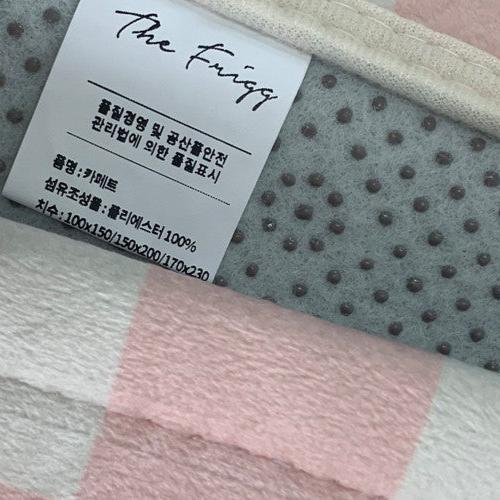 The Frigg
품질경영 및 공산품안전
관리법에 의한 품질표시
품명 : 카페트
섬유조성률 : 폴리에스터 100%
치수 : 100x150/150x200/170x230